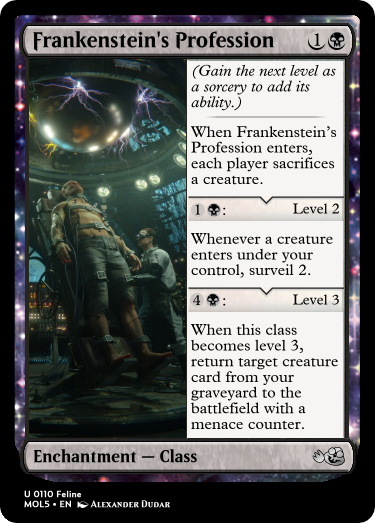 Frankenstein's Profession 1
(Gain the next level as
a sorcery to add its
ability.)
When Frankenstein's
Profession enters,
each player sacrifices
a creature.
1 : Level 2
Whenever a creature
enters under your
control, surveil 2.
4 : Level 3
When this class
becomes level 3,
return target creature
card from your
graveyard to the
battlefield with a
menace counter.
Enchantment — Class
U 0110 Feline
MOL5 • EN Alexander Dudar